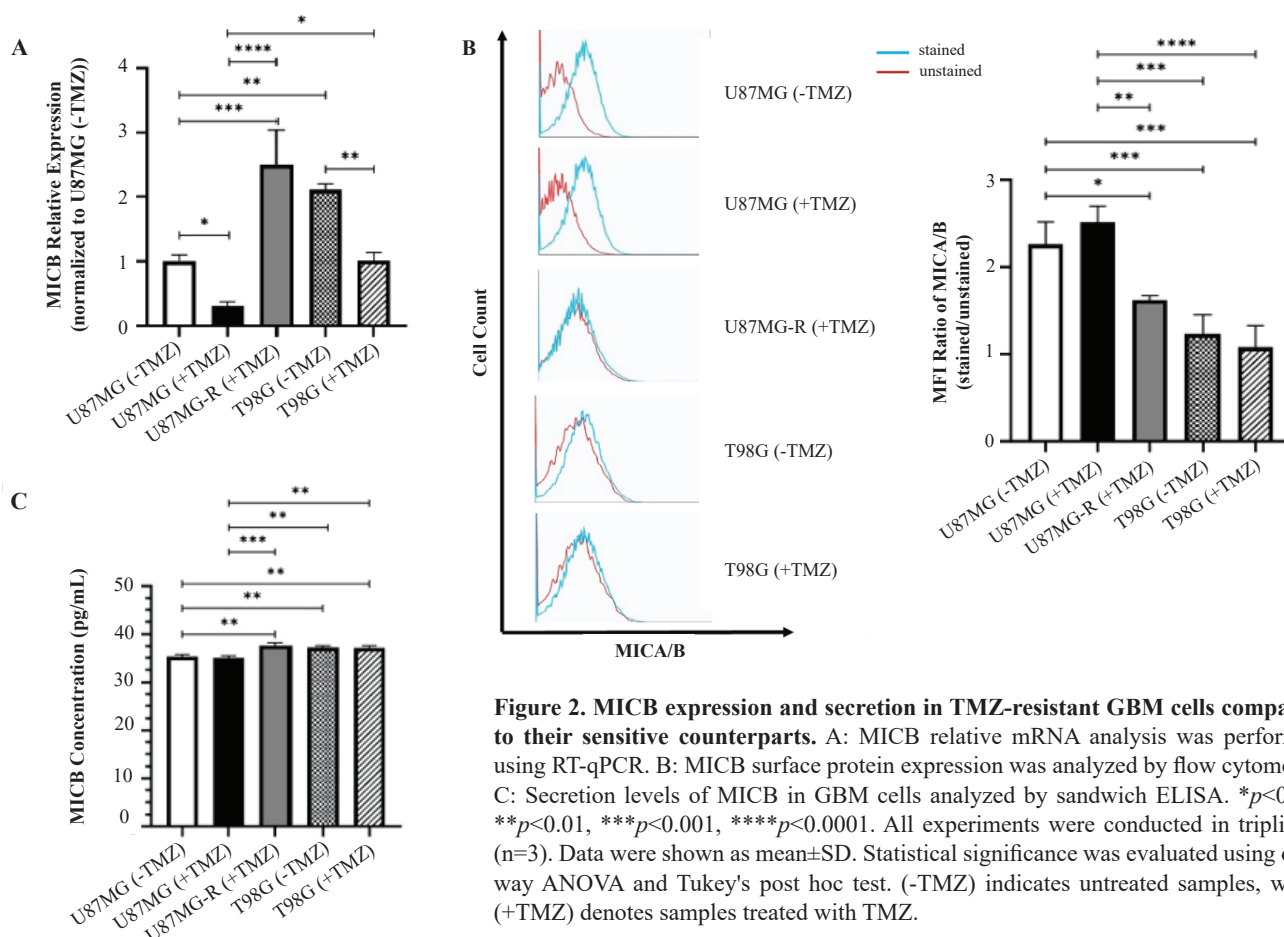 A
MICB Relative Expression
(normalized to U87MG (-TMZ))
4
3
2
1
0
*
****
**
***
**
*
U87MG (-TMZ)
U87MG (+TMZ)
U87MG-R (+TMZ)
T98G (-TMZ)
T98G (+TMZ)
B
Cell Count
MICA/B
U87MG (-TMZ)
U87MG (+TMZ)
U87MG-R (+TMZ)
T98G (-TMZ)
T98G (+TMZ)
stained
unstained
MFI Ratio of MICA/B
(stained/unstained)
3
2
1
0
****
***
**
***
***
*
U87MG (-TMZ)
U87MG (+TMZ)
U87MG-R (+TMZ)
T98G (-TMZ)
T98G (+TMZ)
C
MICB Concentration (pg/mL)
50
40
30
20
10
0
**
**
***
**
**
**
U87MG (-TMZ)
U87MG (+TMZ)
U87MG-R (+TMZ)
T98G (-TMZ)
T98G (+TMZ)
Figure 2. MICB expression and secretion in TMZ-resistant GBM cells compa
to their sensitive counterparts. A: MICB relative mRNA analysis was perfor
using RT-qPCR. B: MICB surface protein expression was analyzed by flow cytome
C: Secretion levels of MICB in GBM cells analyzed by sandwich ELISA. *p<0
**p<0.01, ***p<0.001, ****p<0.0001. All experiments were conducted in tripli
(n=3). Data were shown as mean±SD. Statistical significance was evaluated using
way ANOVA and Tukey's post hoc test. (-TMZ) indicates untreated samples, w
(+TMZ) denotes samples treated with TMZ.